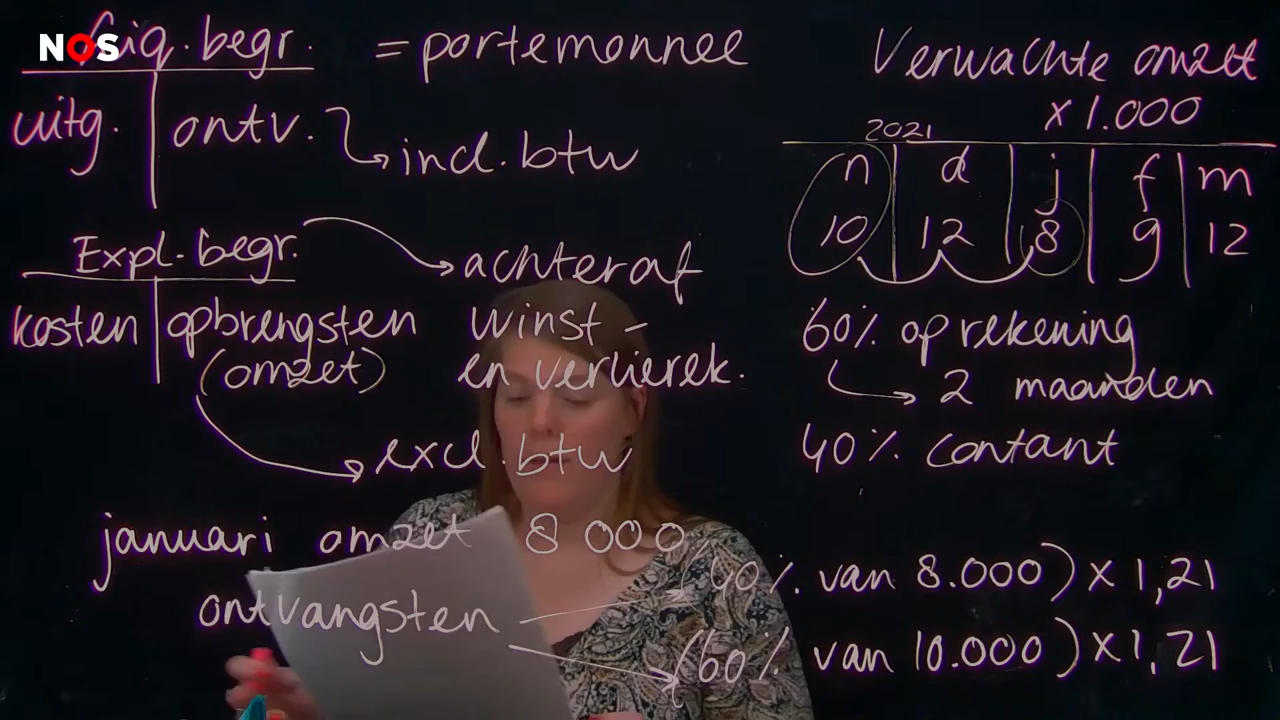 NOS
Liq. begr. = portemonnee
uitg. ontv. incl. btw
Expl. begr. achteraf
kosten opbrengsten winst -
(omzet) en verlierek.
excl. btw
Verwachte omzet
x 1.000
2021
n d j f m
10 12 8 9 12
60% op rekening
2 maanden
40% contant
januari omzet 8 000
ontvangsten (40% van 8.000) x 1,21
(60% van 10.000) x 1,21